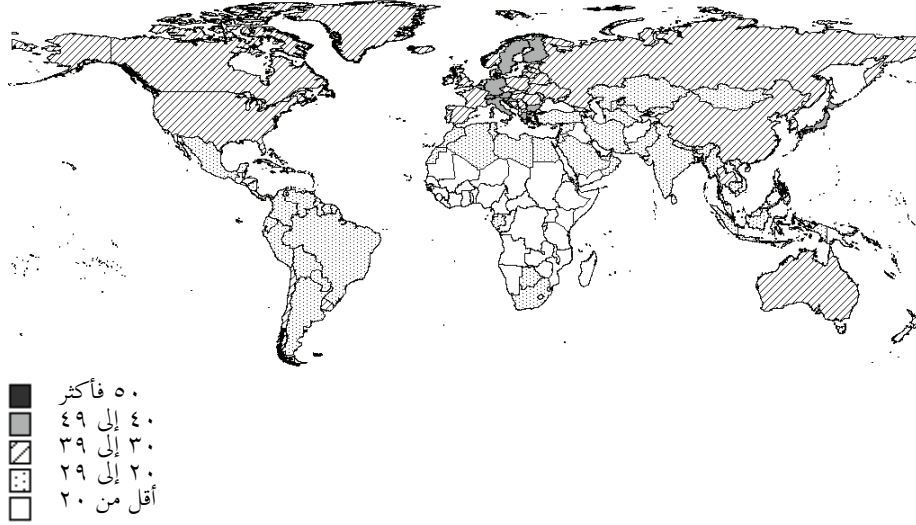 ٥٠ فأكثر
٤٠ إلى ٤٩
٣٠ إلى ٣٩
٢٠ إلى ٢٩
أقل من ٢٠